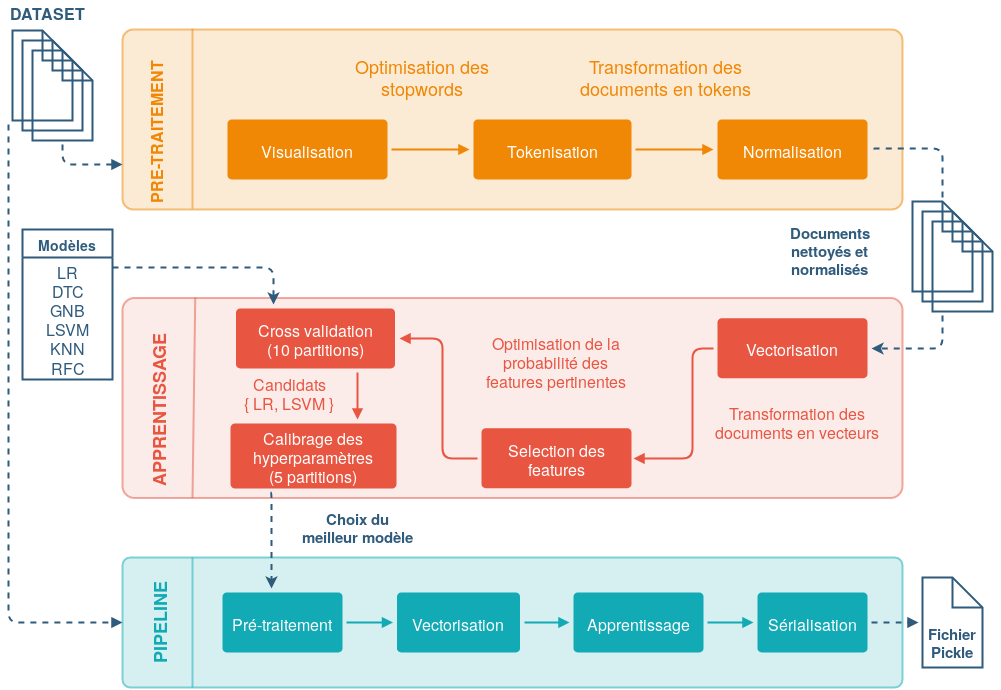 DATASET
PRE-TRAITEMENT
Optimisation des
stopwords
Transformation des
documents en tokens
Visualisation
Tokenisation
Normalisation
Documents
nettoyés et
normalisés
Modèles
LR
DTC
GNB
LSVM
KNN
RFC
APPRENTISSAGE
Cross validation
(10 partitions)
Candidats
{ LR, LSVM }
Calibrage des
hyperparamètres
(5 partitions)
Optimisation de la
probabilité des
features pertinentes
Selection des
features
Vectorisation
Transformation des
documents en vecteurs
Choix du
meilleur modèle
PIPELINE
Pré-traitement
Vectorisation
Apprentissage
Sérialisation
Fichier
Pickle